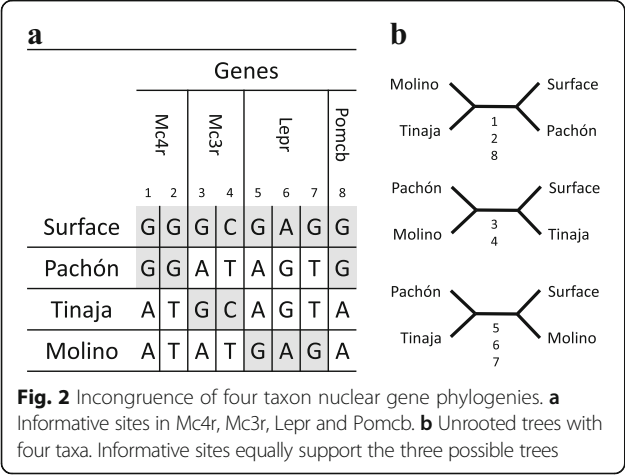 a
Genes
Mc4r Mc3r Lepr Pomcb
1 2 3 4 5 6 7 8
Surface G G G C G A G G
Pachón G G A T A G T G
Tinaja A T G C A G T A
Molino A T A T G A G A
b
Molino Surface
Tinaja Pachón
1
2
8
Pachón Surface
Molino Tinaja
3
4
Pachón Surface
Tinaja Molino
5
6
7
Fig. 2 Incongruence of four taxon nuclear gene phylogenies. a
Informative sites in Mc4r, Mc3r, Lepr and Pomcb. b Unrooted trees with
four taxa. Informative sites equally support the three possible trees